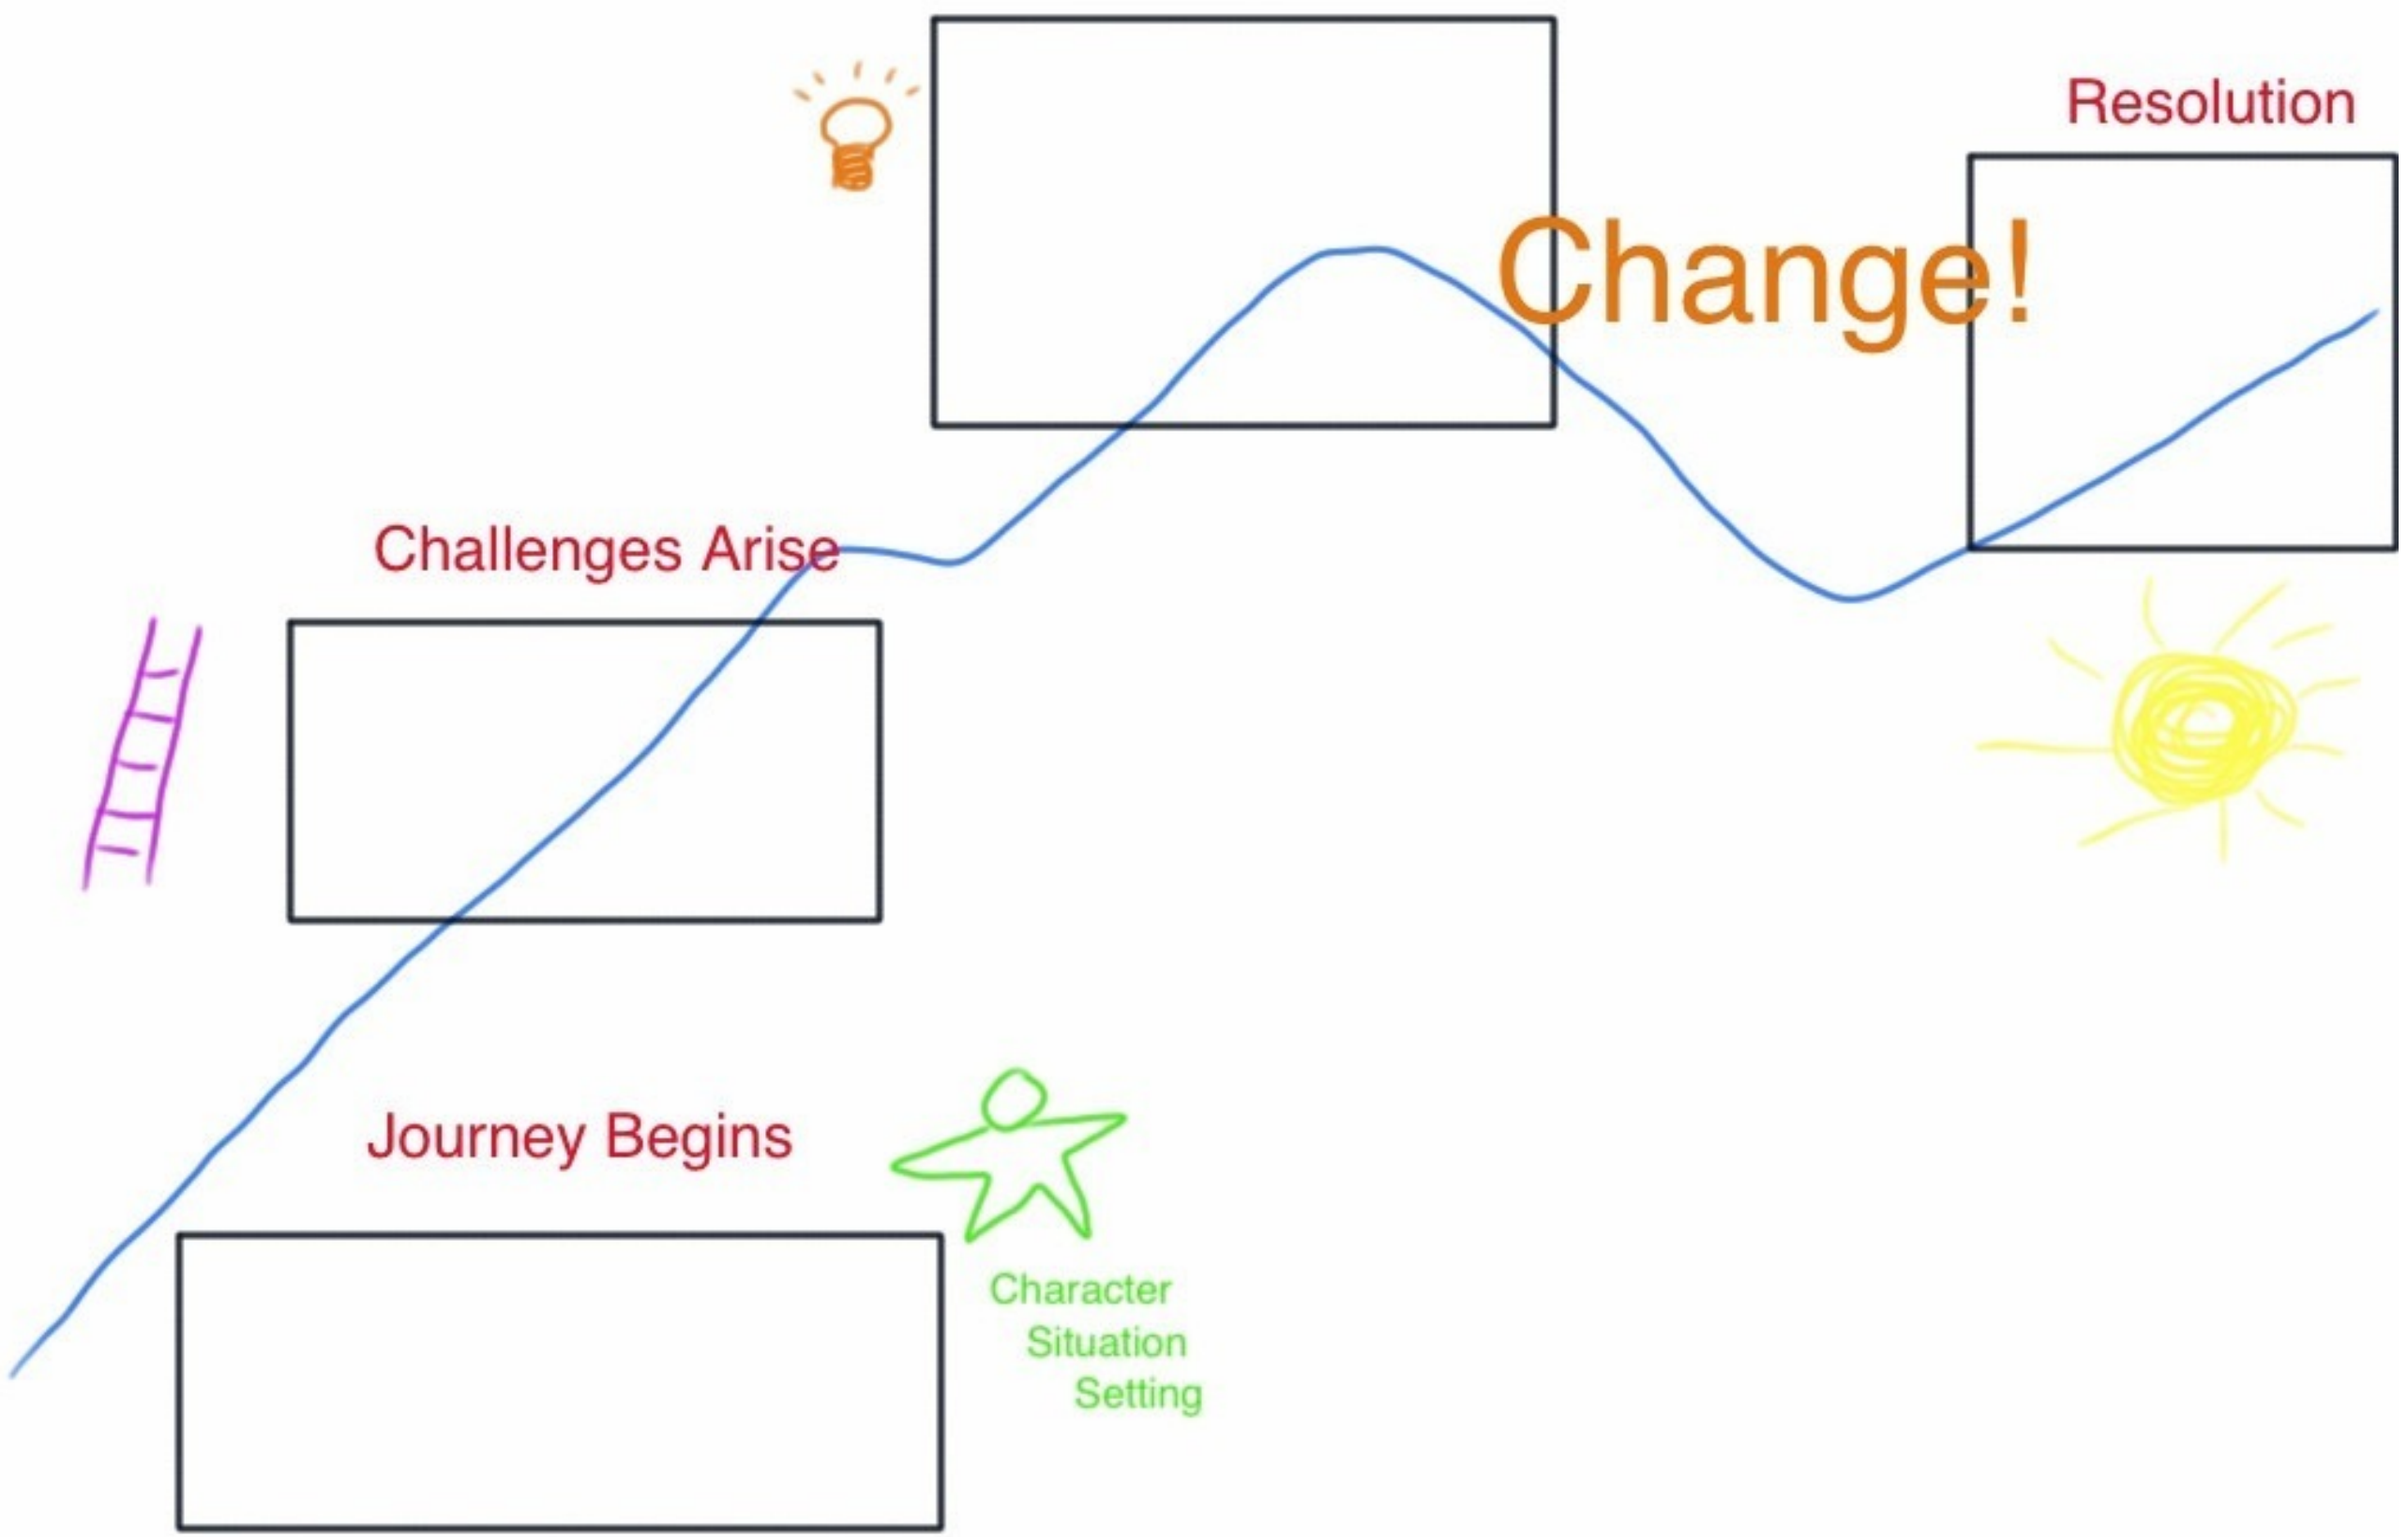 Resolution
Change!
Challenges Arise
Journey Begins
Character
Situation
Setting